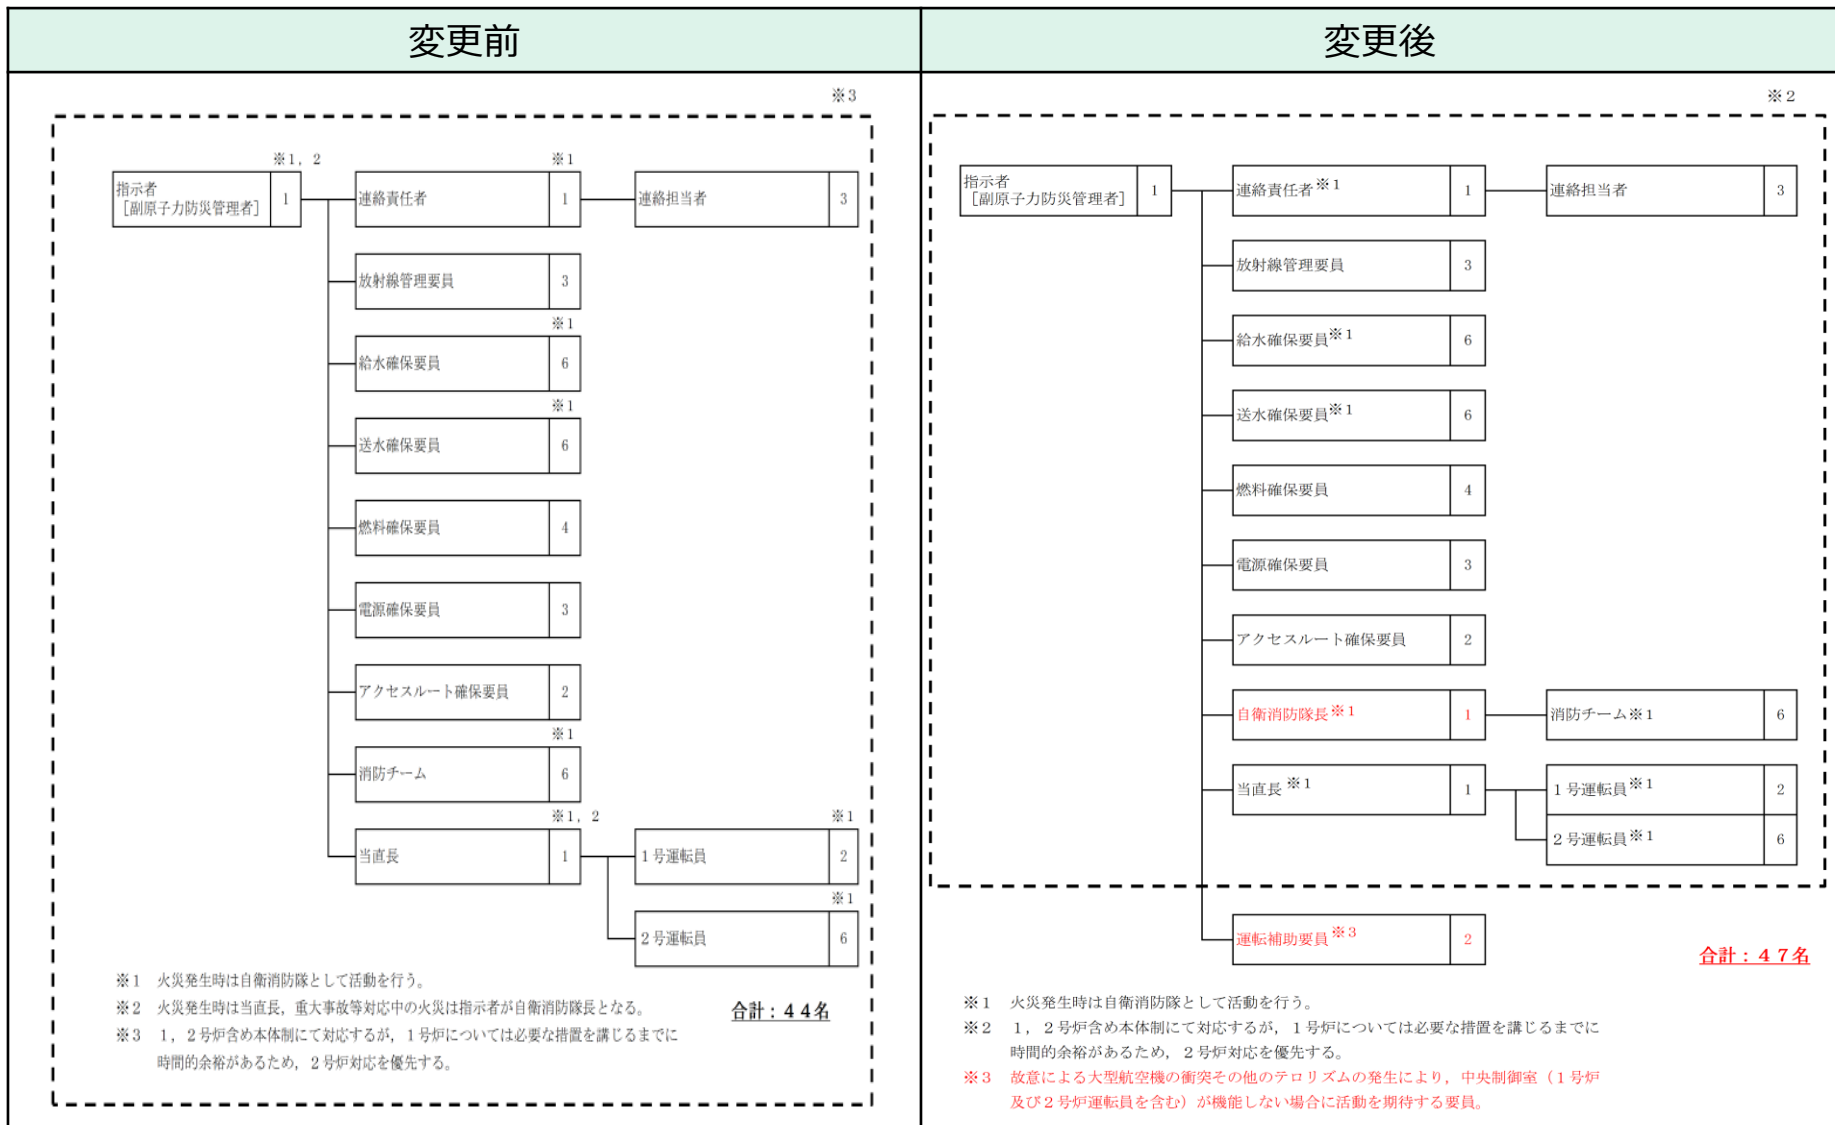 変更前
※3
※1，2
指示者
[副原子力防災管理者]
1
※1
連絡責任者
1
連絡担当者
3
放射線管理要員
3
※1
給水確保要員
6
※1
送水確保要員
6
燃料確保要員
4
電源確保要員
3
アクセスルート確保要員
2
※1
消防チーム
6
※1，2
当直長
1
※1
1号運転員
2
※1
2号運転員
6
※1　火災発生時は自衛消防隊として活動を行う。
※2　火災発生時は当直長，重大事故等対応中の火災は指示者が自衛消防隊長となる。
※3　1，2号炉含め本体制にて対応するが，1号炉については必要な措置を講じるまでに
時間的余裕があるため，2号炉対応を優先する。
合計：44名
変更後
※2
指示者
[副原子力防災管理者]
1
連絡責任者※1
1
連絡担当者
3
放射線管理要員
3
給水確保要員※1
6
送水確保要員※1
6
燃料確保要員
4
電源確保要員
3
アクセスルート確保要員
2
自衛消防隊長※1
1
消防チーム※1
6
当直長※1
1
1号運転員※1
2
2号運転員※1
6
運転補助要員※3
2
合計：47名
※1　火災発生時は自衛消防隊として活動を行う。
※2　1，2号炉含め本体制にて対応するが，1号炉については必要な措置を講じるまでに
時間的余裕があるため，2号炉対応を優先する。
※3　故意による大型航空機の衝突その他のテロリズムの発生により，中央制御室（1号炉
及び2号炉運転員を含む）が機能しない場合に活動を期待する要員。